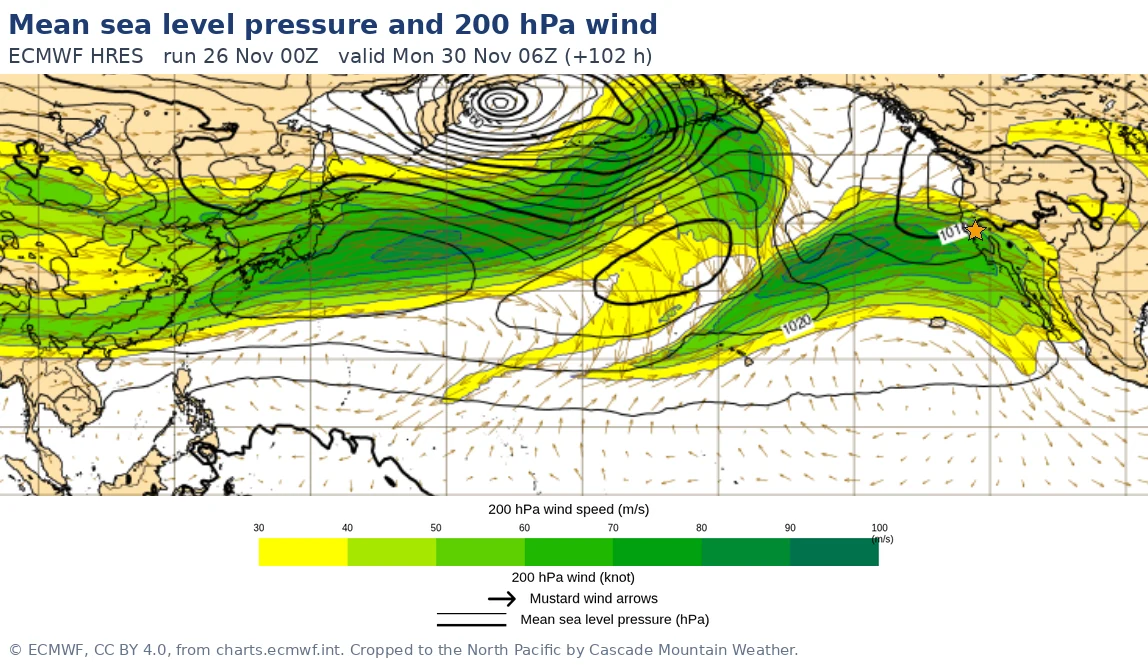 Mean sea level pressure and 200 hPa wind
ECMWF HRES run 26 Nov 00Z valid Mon 30 Nov 06Z (+102 h)
1020
200 hPa wind speed (m/s)
30 40 50 60 70 80 90 100
(m/s)
200 hPa wind (knot)
Mustard wind arrows
Mean sea level pressure (hPa)
© ECMWF, CC BY 4.0, from charts.ecmwf.int. Cropped to the North Pacific by Cascade Mountain Weather.